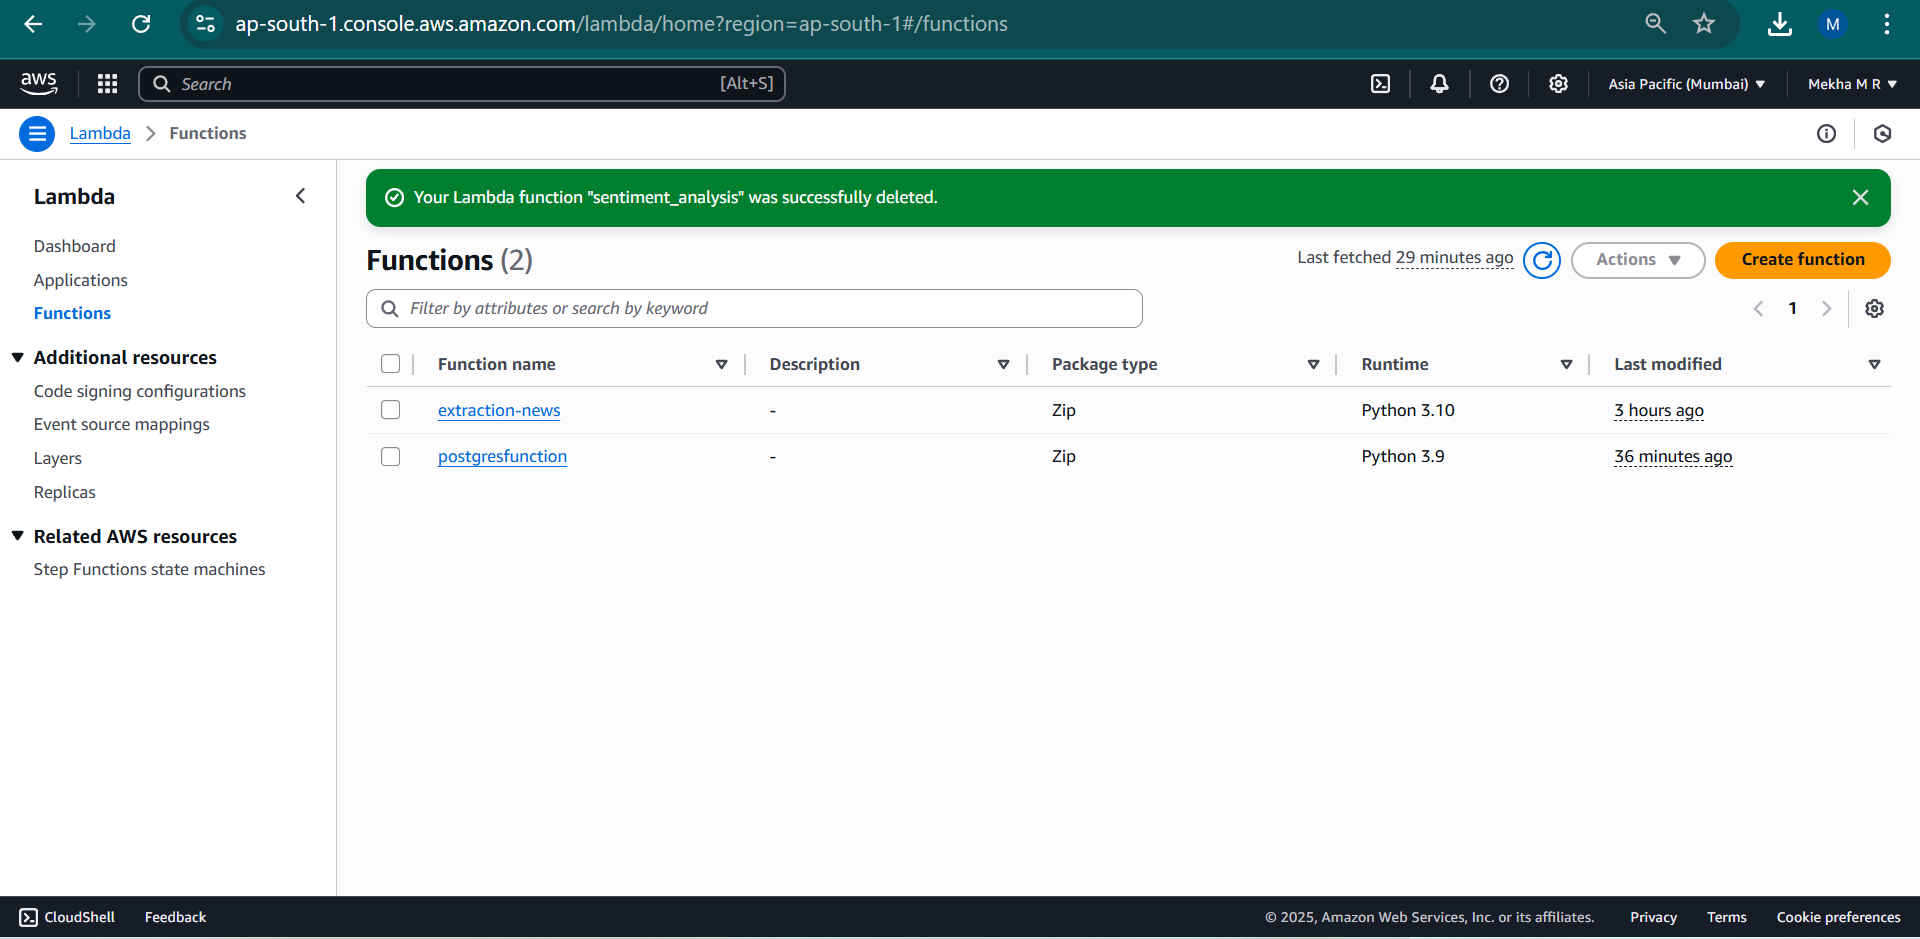 ap-south-1.console.aws.amazon.com/lambda/home?region=ap-south-1#/functions
M
aws
Search
[Alt+S]
Asia Pacific (Mumbai)
Mekha M R
Lambda
Functions
Lambda
Dashboard
Applications
Functions
Additional resources
Code signing configurations
Event source mappings
Layers
Replicas
Related AWS resources
Step Functions state machines
Your Lambda function "sentiment_analysis" was successfully deleted.
Functions (2)
Last fetched 29 minutes ago
Actions
Create function
Filter by attributes or search by keyword
1
Function name Description Package type Runtime Last modified
extraction-news - Zip Python 3.10 3 hours ago
postgresfunction - Zip Python 3.9 36 minutes ago
CloudShell Feedback © 2025, Amazon Web Services, Inc. or its affiliates. Privacy Terms Cookie preferences